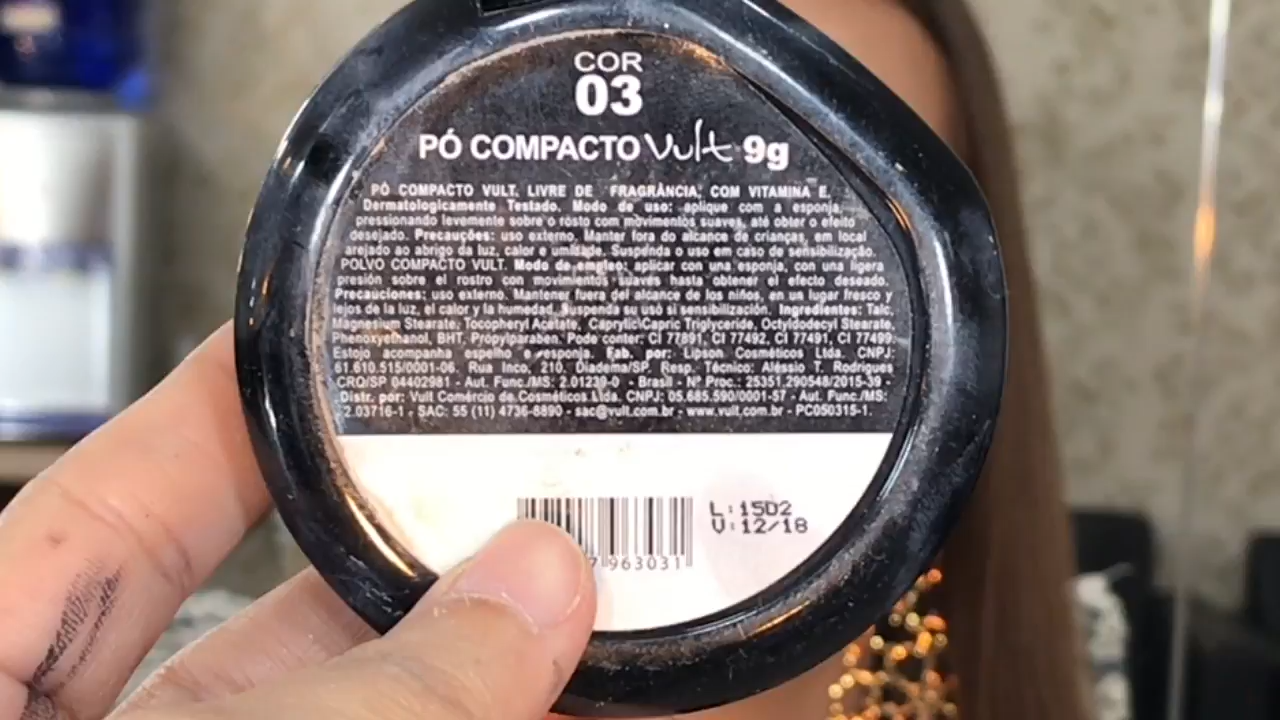 COR
03
PÓ COMPACTO Vult 9g
PÓ COMPACTO VULT. LIVRE DE FRAGRÂNCIA, COM VITAMINA E.
Dermatologicamente Testado. Modo de uso: aplique com a esponja,
pressionando levemente sobre o rosto com movimentos suaves, até obter o efeito
desejado. Precauções: uso externo. Manter fora do alcance de crianças, em local
arejado ao abrigo da luz, calor e umidade. Suspenda o uso em caso de sensibilização.
POLVO COMPACTO VULT. Modo de empleo: aplicar con una esponja, con una ligera
presión sobre el rostro con movimientos suaves hasta obtener el efecto deseado.
Precauciones: uso externo. Mantener fuera del alcance de los niños, en un lugar fresco y
lejos de la luz, el calor y la humedad. Suspenda su uso si sensibilización. Ingredientes: Talc,
Magnesium Stearate, Tocopheryl Acetate, Caprylic\Capric Triglyceride, Octyldodecyl Stearate,
Phenoxyethanol, BHT, Propylparaben. Pode conter: CI 77891, CI 77492, CI 77491, CI 77499.
Estojo acompanha espelho e esponja. Fab. por: Lipson Cosméticos Ltda. CNPJ:
61.610.515/0001-06. Rua Inco, 210, Diadema/SP. Resp. Técnico: Aléssio T. Rodrigues
CRQ/SP 04402981 - Aut. Func./MS: 2.01239-0 - Brasil - Nº Proc.: 25351.290548/2015-39 -
Distr. por: Vult Comércio de Cosméticos Ltda. CNPJ: 05.685.590/0001-57 - Aut. Func./MS:
2.03716-1 - SAC: 55 (11) 4736-8890 - sac@vult.com.br - www.vult.com.br - PC050315-1.
L:15D2
V:12/18
7963031